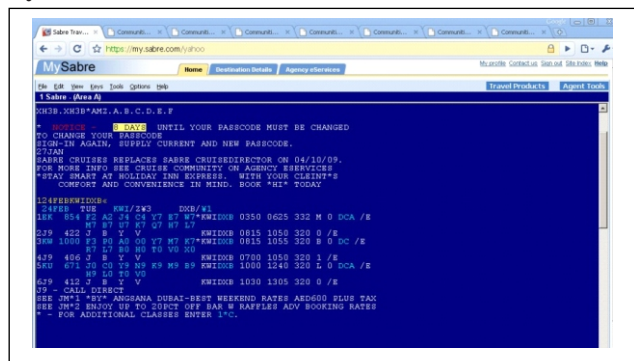 Sabre Trav...
Communiti...
Communiti...
Communiti...
Communiti...
Communiti...
Communiti...
Communiti...
https://my.sabre.com/yahoo
MySabre
Home
Destination Details
Agency eServices
My profile Contact us Sign out Site Index Help
File Edit View Keys Tools Options Help
Travel Products
Agent Tools
1 Sabre - (Area A)
XH3B.XH3B*AMI.A.B.C.D.E.F
* NOTICE - 8 DAYS UNTIL YOUR PASSCODE MUST BE CHANGED
TO CHANGE YOUR PASSCODE
SIGN-IN AGAIN, SUPPLY CURRENT AND NEW PASSCODE.
27JAN
SABRE CRUISES REPLACES SABRE CRUISEDIRECTOR ON 04/10/09.
FOR MORE INFO SEE CRUISE COMMUNITY ON AGENCY ESERVICES
*STAY SMART AT HOLIDAY INN EXPRESS. WITH YOUR CLEINT*S
COMFORT AND CONVENIENCE IN MIND. BOOK *HI* TODAY
124FEBKWIDXB«
24FEB TUE KWI/Z¥3 DXB/¥1
1EK 854 F2 A2 J4 C4 Y7 E7 W7*KWIDXB 0350 0625 332 M 0 DCA /E
M7 B7 U7 K7 Q7 H7 L7
2J9 422 J B Y V KWIDXB 0815 1050 320 0 /E
3KW 1000 F3 P0 A0 O0 Y7 M7 K7*KWIDXB 0815 1055 320 B 0 DC /E
R7 L7 B0 H0 T0 V0 X0
4J9 406 J B Y V KWIDXB 0700 1050 320 1 /E
5KU 671 J0 C0 Y9 N9 K9 M9 B9 KWIDXB 1000 1240 320 L 0 DCA /E
H9 L0 T0 V0
6J9 412 J B Y V KWIDXB 1030 1305 320 0 /E
J9 - CALL DIRECT
SEE JM*1 *BY* ANGSANA DUBAI-BEST WEEKEND RATES AED600 PLUS TAX
SEE JM*2 ENJOY UP TO 20PCT OFF BAR W RAFFLES ADV BOOKING RATES
* - FOR ADDITIONAL CLASSES ENTER 1*C.